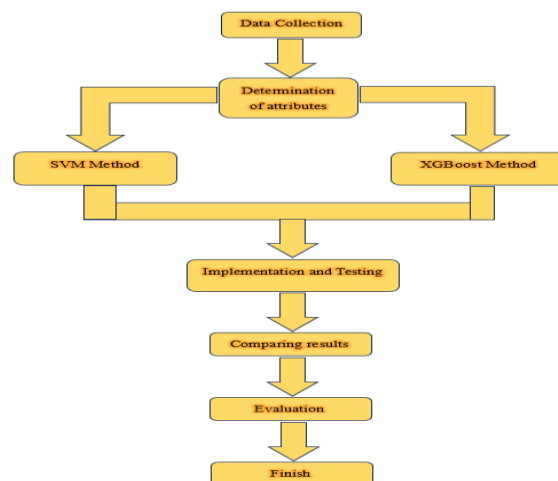 Data Collection
Determination
of attributes
SVM Method
XGBoost Method
Implementation and Testing
Comparing results
Evaluation
Finish